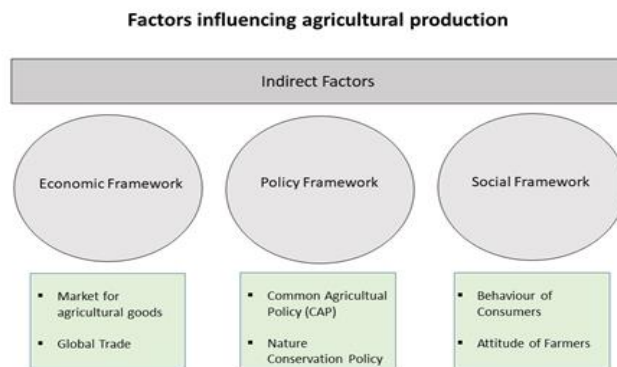 Factors influencing agricultural production
Indirect Factors
Economic Framework
Policy Framework
Social Framework
▪ Market for
agricultural goods
▪ Global Trade
▪ Common Agricultual
Policy (CAP)
▪ Nature
Conservation Policy
▪ Behaviour of
Consumers
▪ Attitude of Farmers